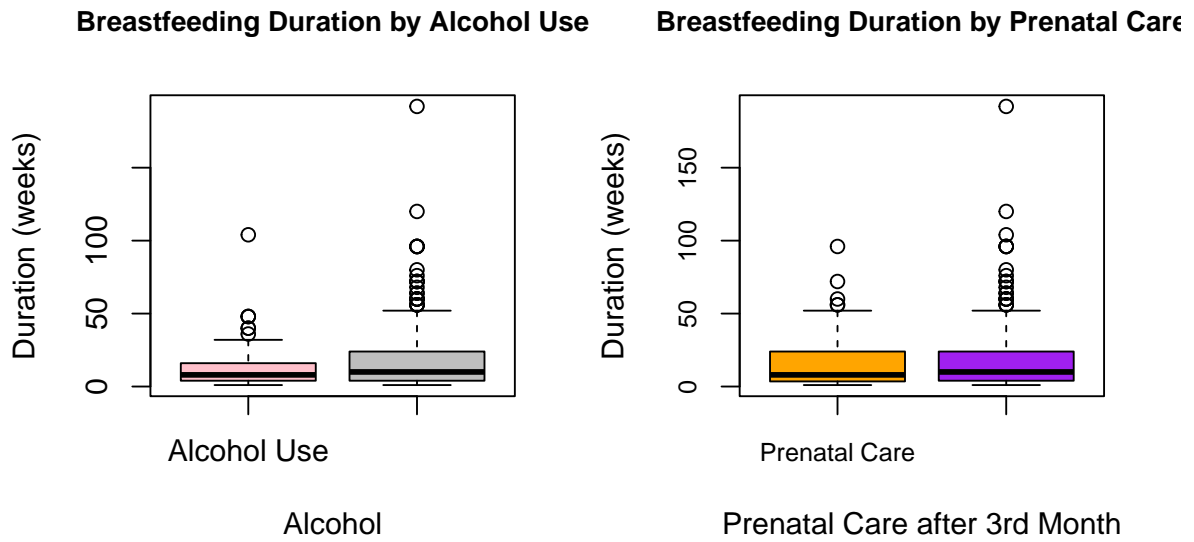 Breastfeeding Duration by Alcohol Use
Duration (weeks)
0
50
100
Alcohol Use
Alcohol
Breastfeeding Duration by Prenatal Care
Duration (weeks)
0
50
100
150
Prenatal Care
Prenatal Care after 3rd Month